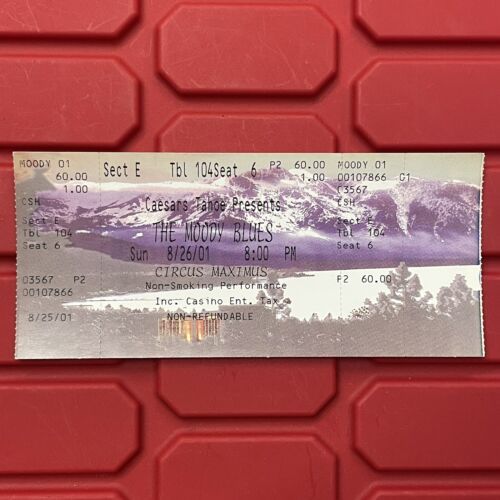 MOODY 01
60.00
1.00
CSH
Sect E
Tbl 104
Seat 6
03567 P2
00107866
8/25/01
Sect E Tbl 104Seat 6 P2 60.00
1.00
Caesars Tahoe Presents
THE MOODY BLUES
Sun 8/26/01 8:00 PM
CIRCUS MAXIMUS
Non-Smoking Performance
Inc. Casino Ent. Tax
NON-REFUNDABLE
MOODY 01
00107866 G1
C3567
CSH
Sect E
Tbl 104
Seat 6
P2 60.00